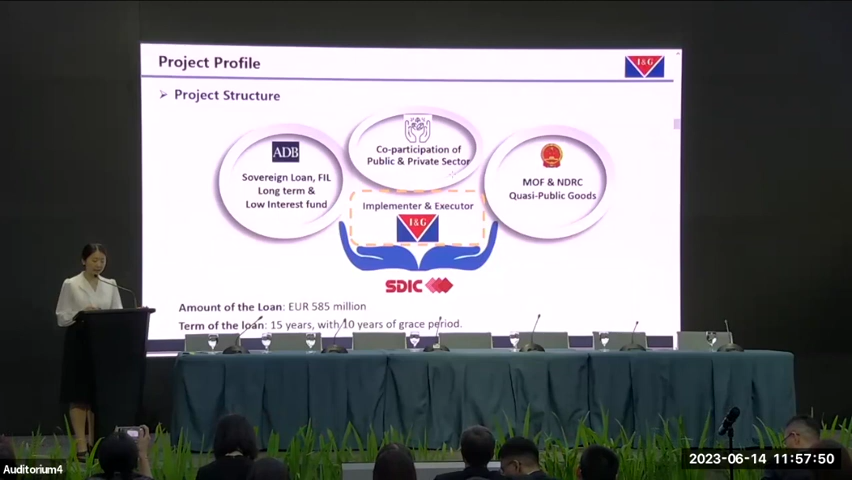 Project Profile
I&G
Project Structure
ADB
Sovereign Loan, FIL
Long term &
Low Interest fund
Co-participation of
Public & Private Sector
MOF & NDRC
Quasi-Public Goods
Implementer & Executor
I&G
SDIC
Amount of the Loan: EUR 585 million
Term of the loan: 15 years, with 10 years of grace period.
Auditorium4
2023-06-14 11:57:50